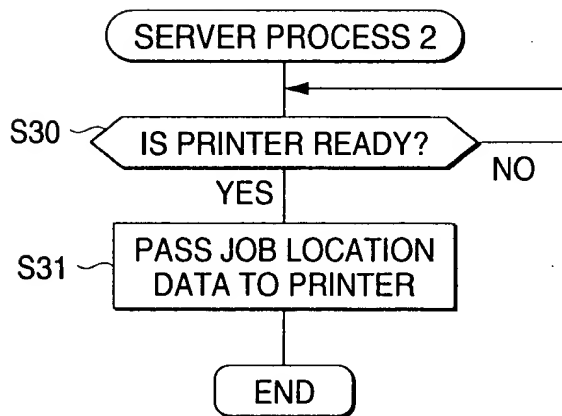 SERVER PROCESS 2
S30
IS PRINTER READY?
NO
YES
S31
PASS JOB LOCATION
DATA TO PRINTER
END